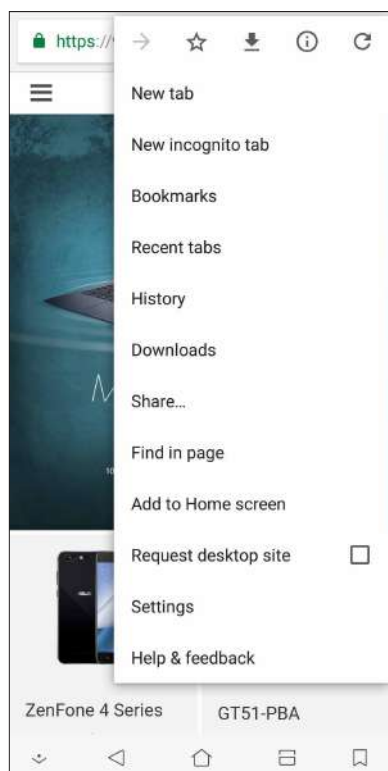 https://
New tab
New incognito tab
Bookmarks
Recent tabs
History
Downloads
Share...
Find in page
Add to Home screen
Request desktop site
Settings
Help & feedback
ZenFone 4 Series
GT51-PBA